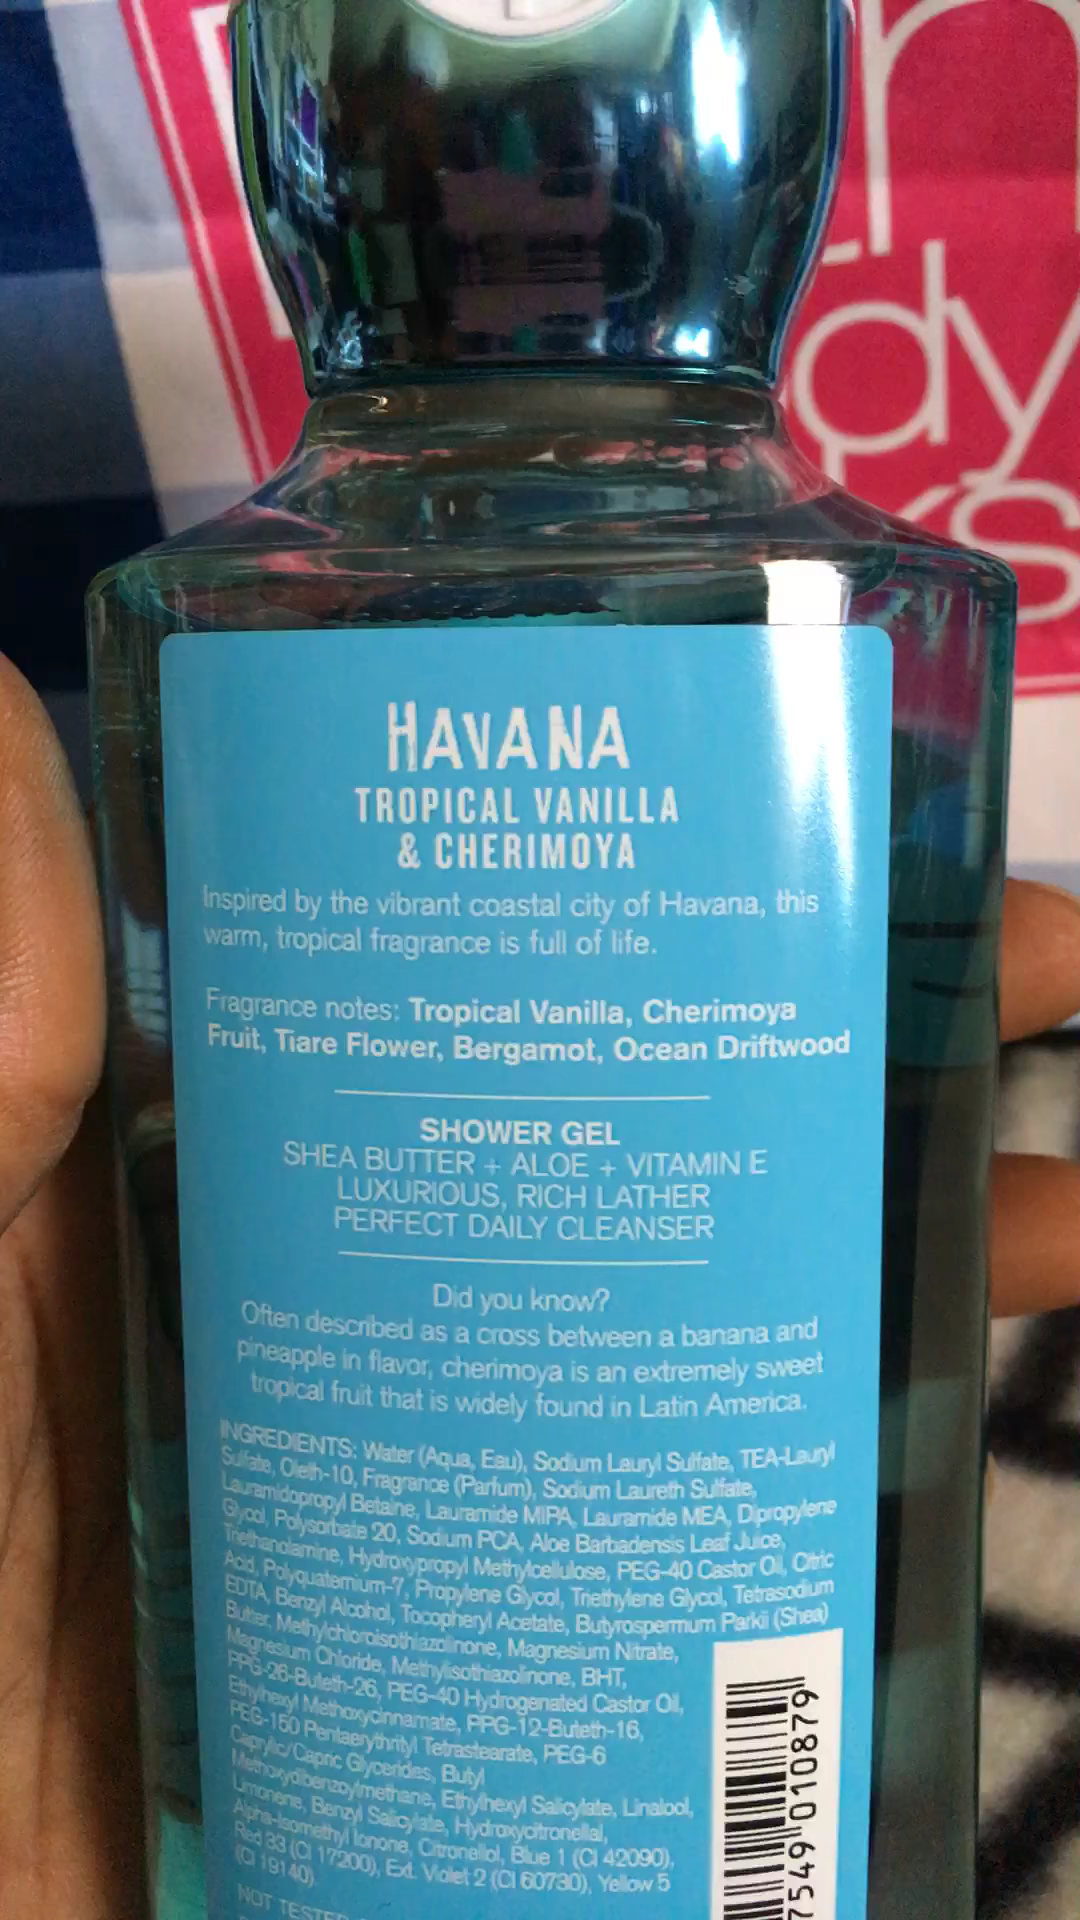 n
dy
ks
HAVANA
TROPICAL VANILLA
& CHERIMOYA
Inspired by the vibrant coastal city of Havana, this
warm, tropical fragrance is full of life.
Fragrance notes: Tropical Vanilla, Cherimoya
Fruit, Tiare Flower, Bergamot, Ocean Driftwood
SHOWER GEL
SHEA BUTTER + ALOE + VITAMIN E
LUXURIOUS, RICH LATHER
PERFECT DAILY CLEANSER
Did you know?
Often described as a cross between a banana and
pineapple in flavor, cherimoya is an extremely sweet
tropical fruit that is widely found in Latin America.
INGREDIENTS: Water (Aqua, Eau), Sodium Lauryl Sulfate, TEA-Lauryl
Sulfate, Oleth-10, Fragrance (Parfum), Sodium Laureth Sulfate,
Lauramidopropyl Betaine, Lauramide MIPA, Lauramide MEA, Dipropylene
Glycol, Polysorbate 20, Sodium PCA, Aloe Barbadensis Leaf Juice,
Triethanolamine, Hydroxypropyl Methylcellulose, PEG-40 Castor Oil, Citric
Acid, Polyquaternium-7, Propylene Glycol, Triethylene Glycol, Tetrasodium
EDTA, Benzyl Alcohol, Tocopheryl Acetate, Butyrospermum Parkii (Shea)
Butter, Methylchloroisothiazolinone, Magnesium Nitrate,
Magnesium Chloride, Methylisothiazolinone, BHT,
PPG-26-Buteth-26, PEG-40 Hydrogenated Castor Oil,
Ethylhexyl Methoxycinnamate, PPG-12-Buteth-16,
PEG-150 Pentaerythrityl Tetrastearate, PEG-6
Caprylic/Capric Glycerides, Butyl
Methoxydibenzoylmethane, Ethylhexyl Salicylate, Linalool,
Limonene, Benzyl Salicylate, Hydroxycitronellal,
Alpha-Isomethyl Ionone, Citronellol, Blue 1 (CI 42090),
Red 33 (CI 17200), Ext. Violet 2 (CI 60730), Yellow 5
(CI 19140)
NOT TESTED
7549 010879